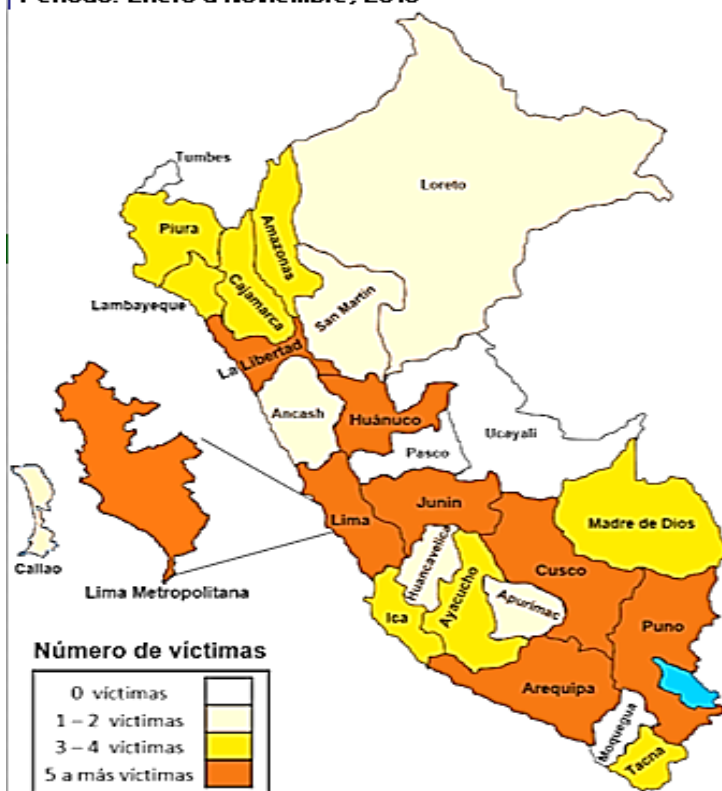 Tumbes
Loreto
Piura
Amazonas
Cajamarca
Lambayeque
San Martin
La Libertad
Ancash
Huánuco
Ucayali
Pasco
Junin
Lima
Madre de Dios
Callao
Lima Metropolitana
Huancavelica
Cusco
Ayacucho
Apurimac
Ica
Puno
Arequipa
Moquegua
Tacna
Número de víctimas
0 víctimas
1 – 2 víctimas
3 – 4 víctimas
5 a más víctimas